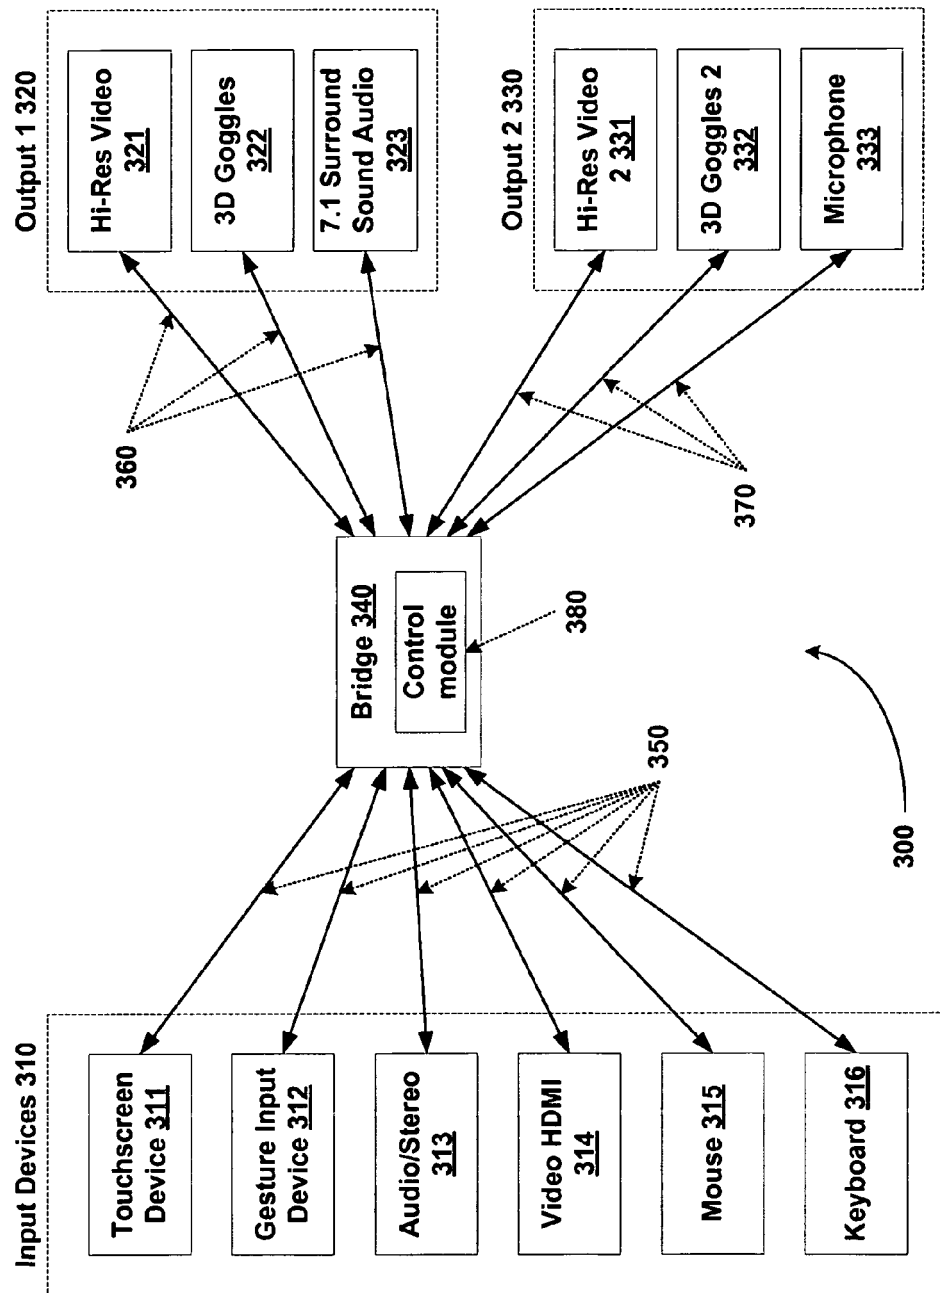 Input Devices 310
Touchscreen
Device 311
Gesture Input
Device 312
Audio/Stereo
313
Video HDMI
314
Mouse 315
Keyboard 316
350
300
Bridge 340
Control
module
380
360
370
Output 1 320
Hi-Res Video
321
3D Goggles
322
7.1 Surround
Sound Audio
323
Output 2 330
Hi-Res Video
2 331
3D Goggles 2
332
Microphone
333